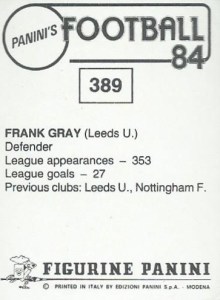 PANINI'S
FOOTBALL
84
389
FRANK GRAY (Leeds U.)
Defender
League appearances – 353
League goals – 27
Previous clubs: Leeds U., Nottingham F.
FIGURINE PANINI
© PRINTED IN ITALY BY EDIZIONI PANINI S.p.A. - MODENA